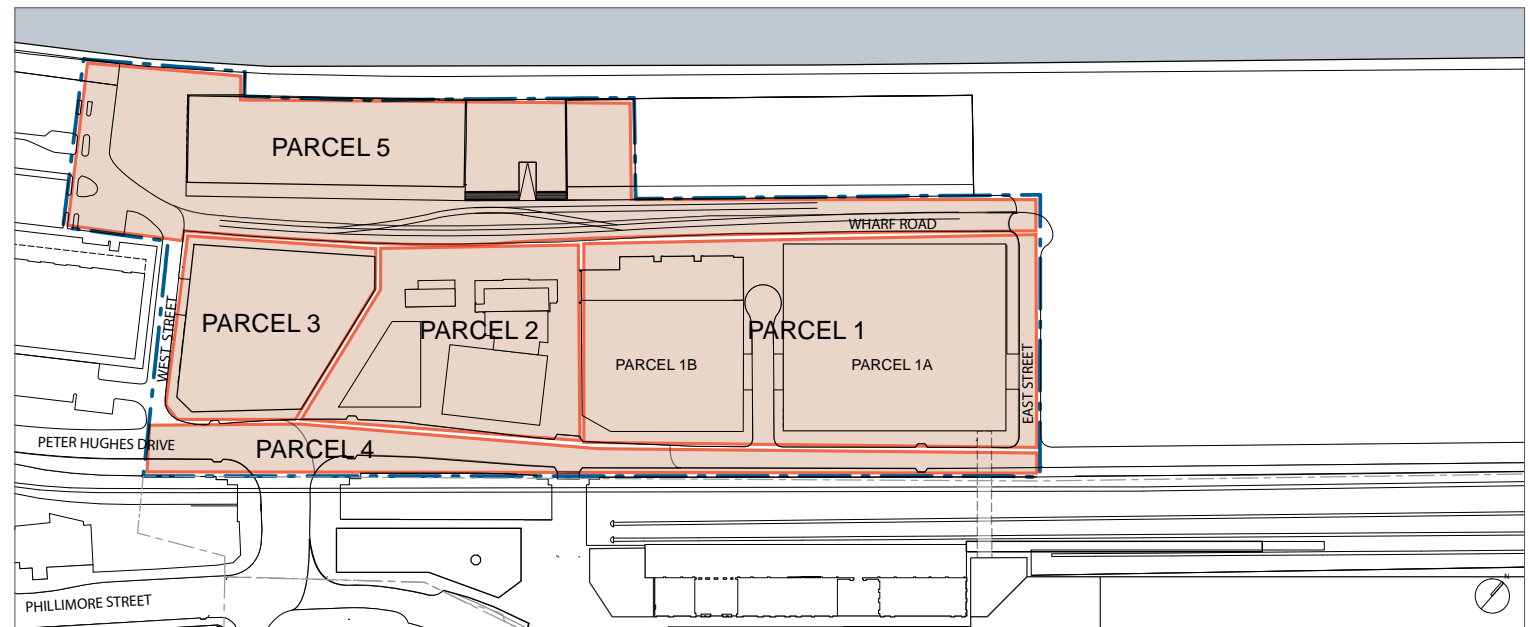 PARCEL 5
WHARF ROAD
PARCEL 3
PARCEL 2
PARCEL 1
PARCEL 1B
PARCEL 1A
WEST STREET
EAST STREET
PETER HUGHES DRIVE
PARCEL 4
PHILLIMORE STREET
N